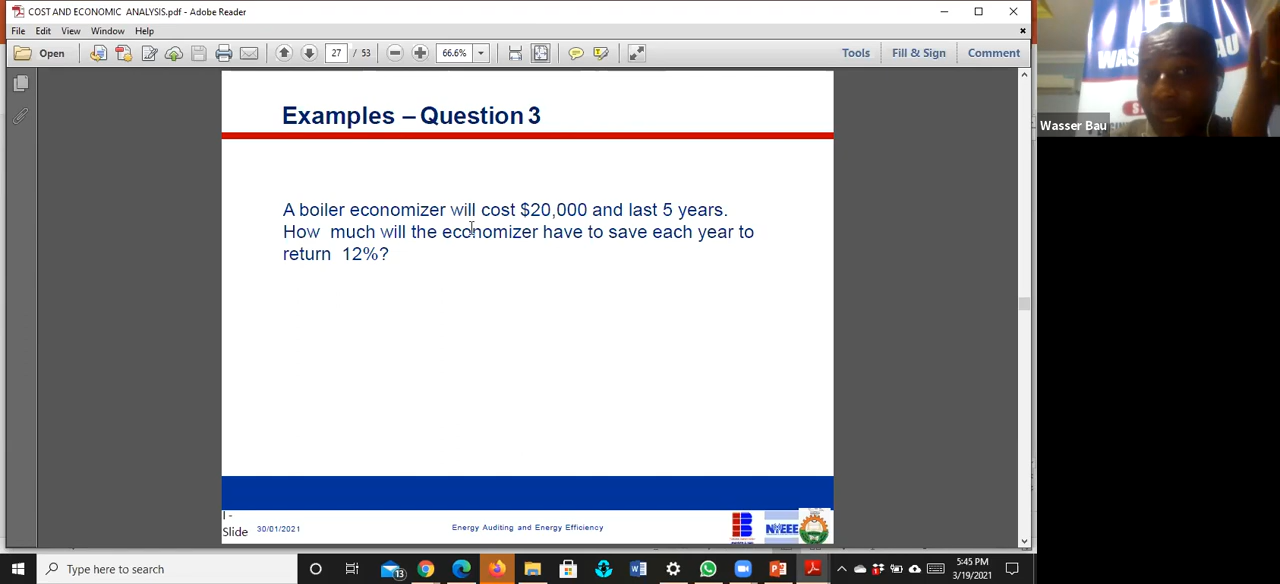 COST AND ECONOMIC ANALYSIS.pdf - Adobe Reader
File Edit View Window Help
Open 27 / 53 66.6% Tools Fill & Sign Comment
Examples – Question 3
A boiler economizer will cost $20,000 and last 5 years.
How much will the economizer have to save each year to
return 12%?
I -
Slide 30/01/2021 Energy Auditing and Energy Efficiency
Wasser Bau
Type here to search
13
5:45 PM
3/19/2021